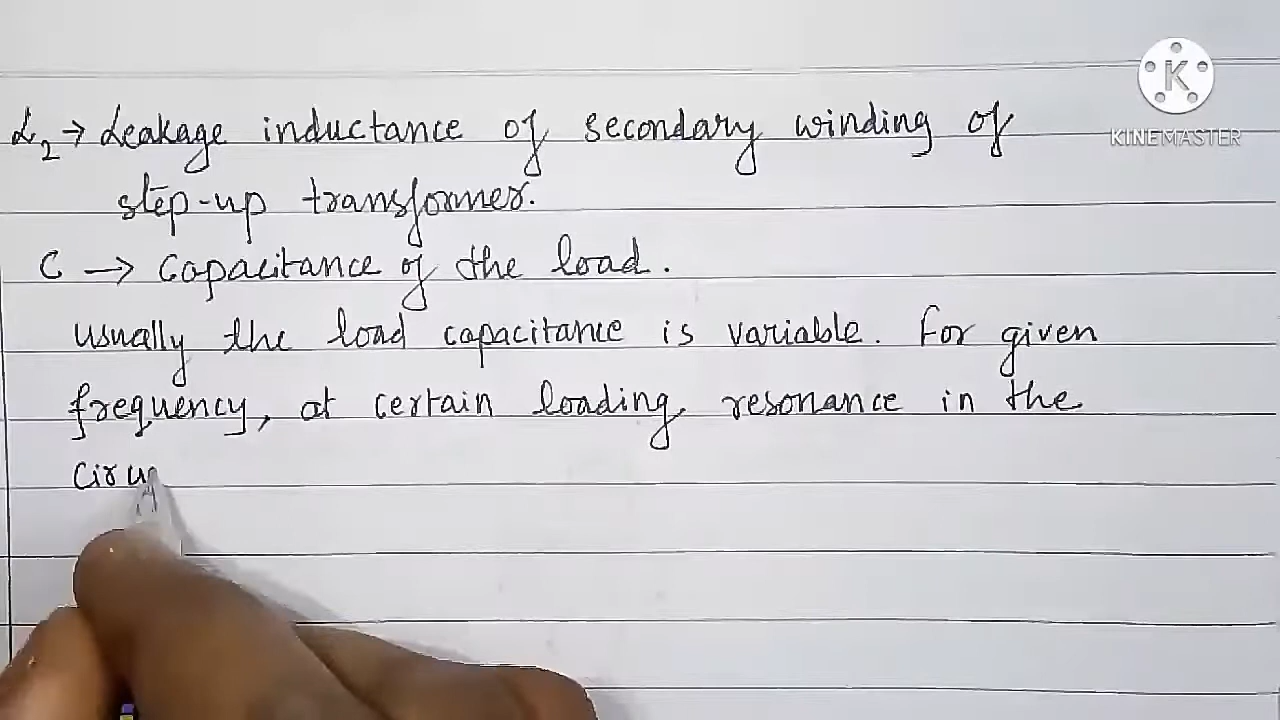 L2 → Leakage inductance of secondary winding of
step-up transformer.
C → Capacitance of the load.
Usually the load capacitance is variable. For given
frequency, at certain loading, resonance in the
K
KINEMASTER